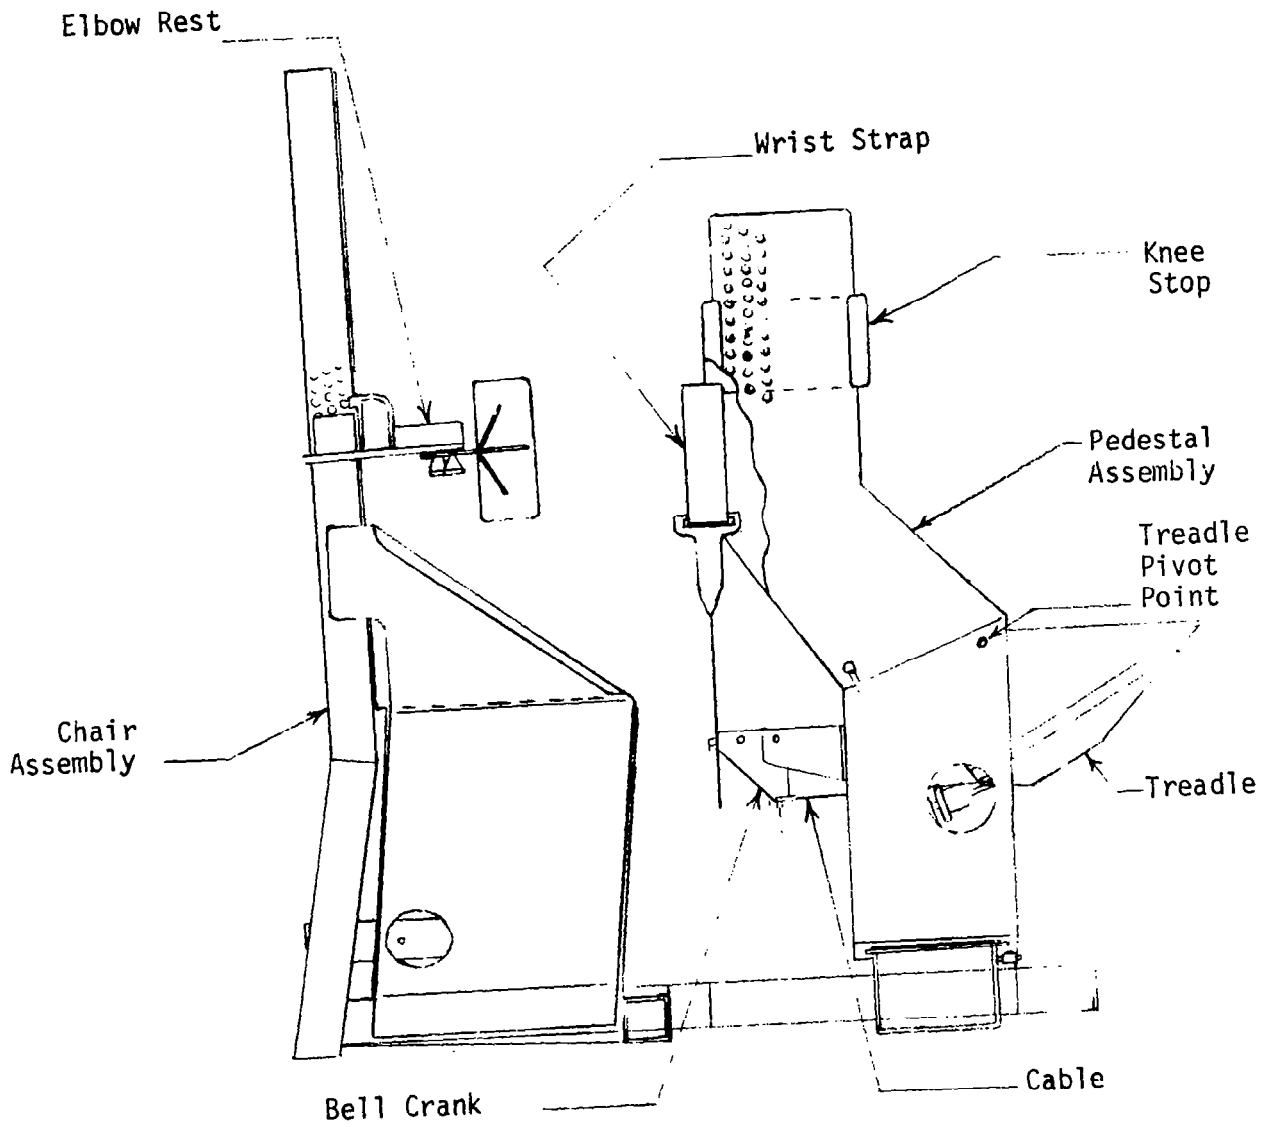 Elbow Rest
Wrist Strap
Knee
Stop
Pedestal
Assembly
Treadle
Pivot
Point
Chair
Assembly
Treadle
Cable
Bell Crank